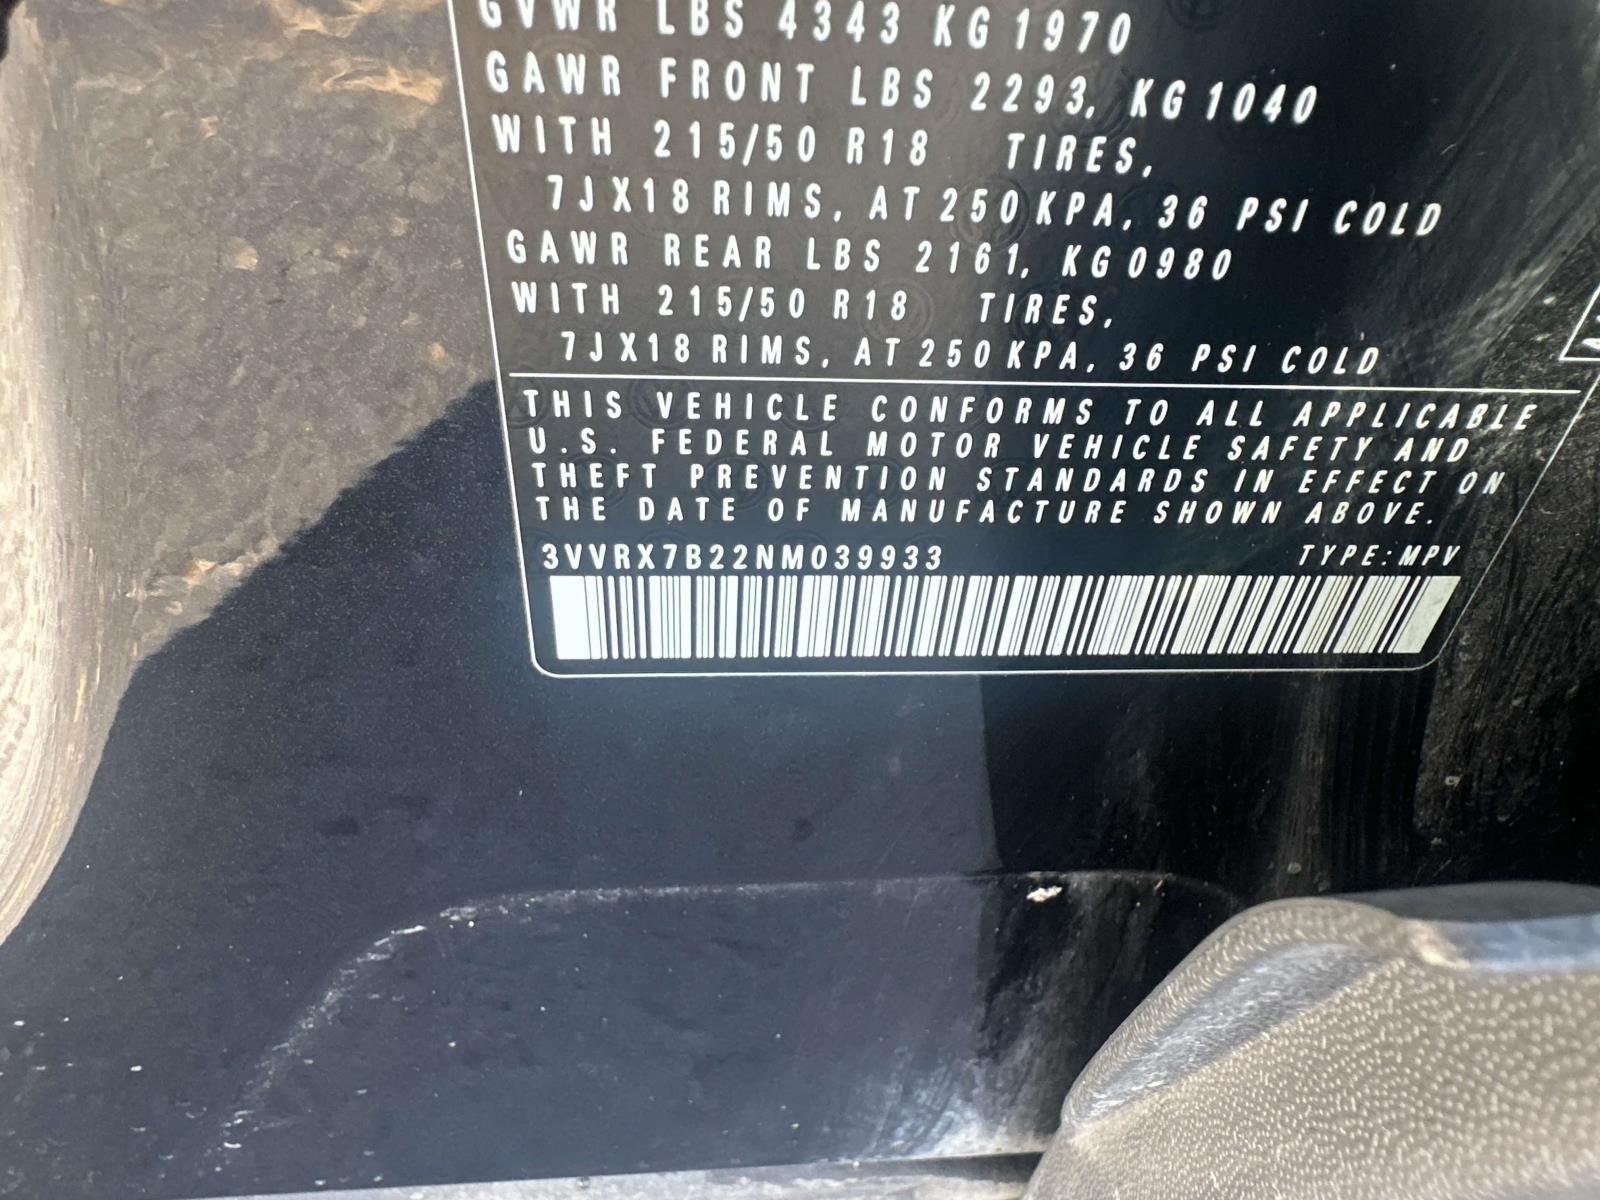 GVWR LBS 4343 KG 1970
GAWR FRONT LBS 2293, KG 1040
WITH 215/50 R18 TIRES,
7JX18 RIMS, AT 250 KPA, 36 PSI COLD
GAWR REAR LBS 2161, KG 0980
WITH 215/50 R18 TIRES,
7JX18 RIMS, AT 250 KPA, 36 PSI COLD
THIS VEHICLE CONFORMS TO ALL APPLICABLE
U.S. FEDERAL MOTOR VEHICLE SAFETY AND
THEFT PREVENTION STANDARDS IN EFFECT ON
THE DATE OF MANUFACTURE SHOWN ABOVE.
3VVRX7B22NM039933 TYPE: MPV